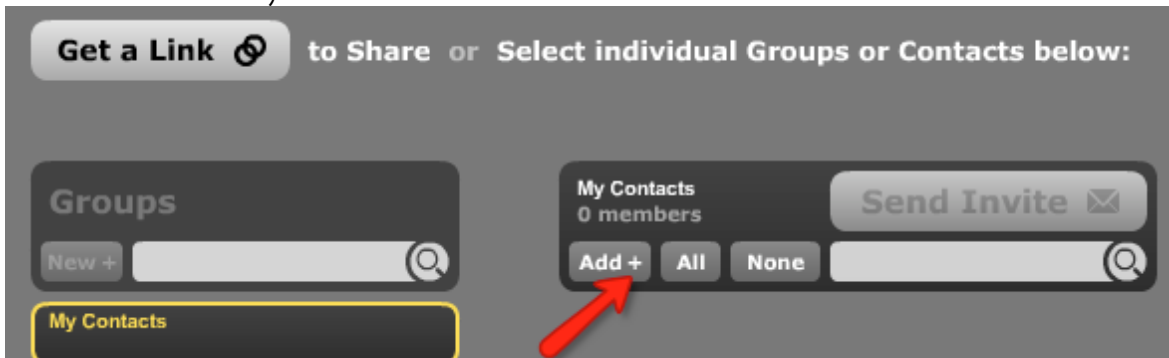 Get a Link to Share or Select individual Groups or Contacts below:
Groups
New +
My Contacts
My Contacts
0 members
Send Invite
Add + All None